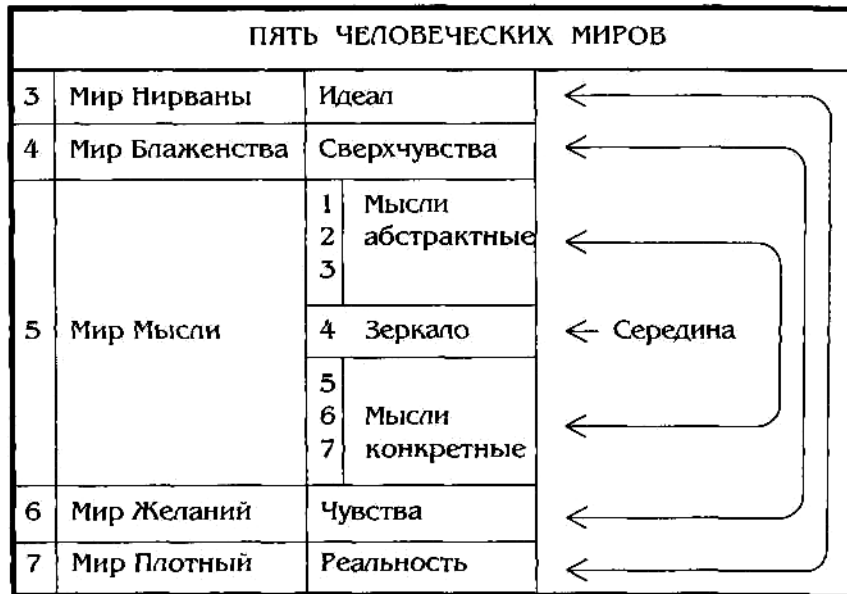 ПЯТЬ ЧЕЛОВЕЧЕСКИХ МИРОВ
3 Мир Нирваны Идеал
4 Мир Блаженства Сверхчувства
1 Мысли
2 абстрактные
3
5 Мир Мысли 4 Зеркало Середина
5
6 Мысли
7 конкретные
6 Мир Желаний Чувства
7 Мир Плотный Реальность